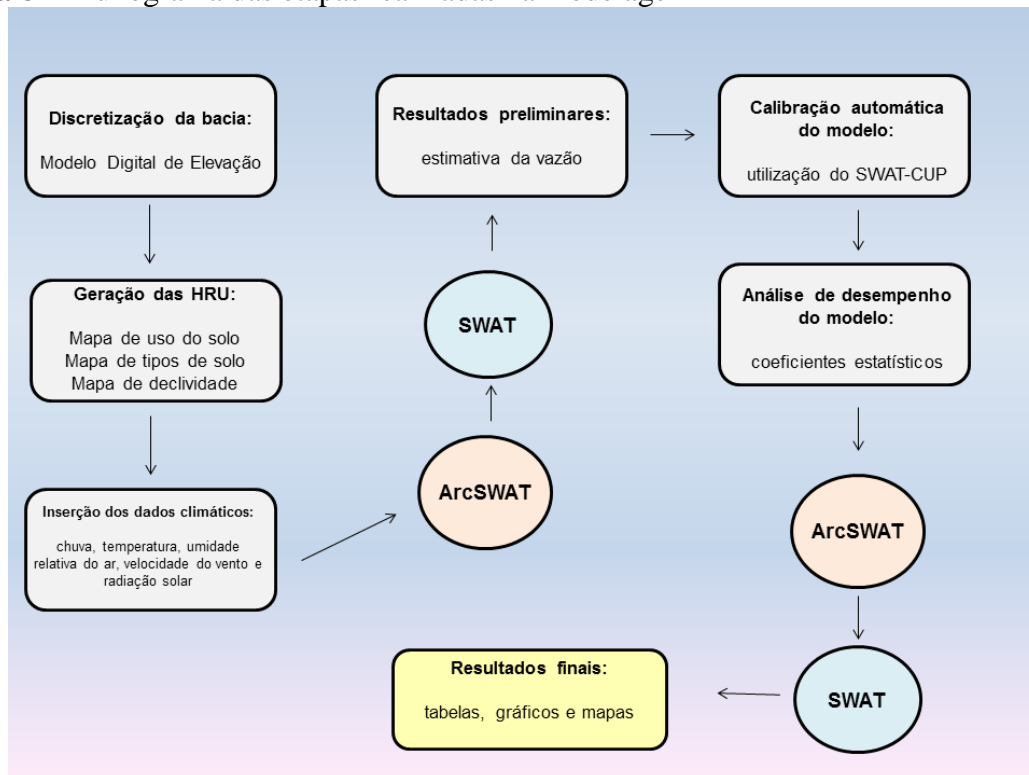 Discretização da bacia:
Modelo Digital de Elevação
Geração das HRU:
Mapa de uso do solo
Mapa de tipos de solo
Mapa de declividade
Inserção dos dados climáticos:
chuva, temperatura, umidade
relativa do ar, velocidade do vento e
radiação solar
ArcSWAT
SWAT
Resultados preliminares:
estimativa da vazão
Calibração automática
do modelo:
utilização do SWAT-CUP
Análise de desempenho
do modelo:
coeficientes estatísticos
ArcSWAT
SWAT
Resultados finais:
tabelas, gráficos e mapas